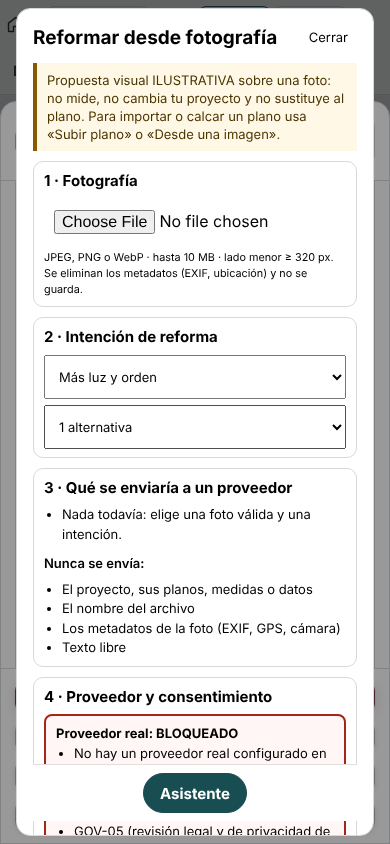 Reformar desde fotografía
Cerrar
Propuesta visual ILUSTRATIVA sobre una foto:
no mide, no cambia tu proyecto y no sustituye al
plano. Para importar o calcar un plano usa
«Subir plano» o «Desde una imagen».
1 · Fotografía
Choose File No file chosen
JPEG, PNG o WebP · hasta 10 MB · lado menor ≥ 320 px.
Se eliminan los metadatos (EXIF, ubicación) y no se
guarda.
2 · Intención de reforma
Más luz y orden
1 alternativa
3 · Qué se enviaría a un proveedor
• Nada todavía: elige una foto válida y una
intención.
Nunca se envía:
• El proyecto, sus planos, medidas o datos
• El nombre del archivo
• Los metadatos de la foto (EXIF, GPS, cámara)
• Texto libre
4 · Proveedor y consentimiento
Proveedor real: BLOQUEADO
• No hay un proveedor real configurado en
Asistente
GOV-05 (revisión legal y de privacidad de